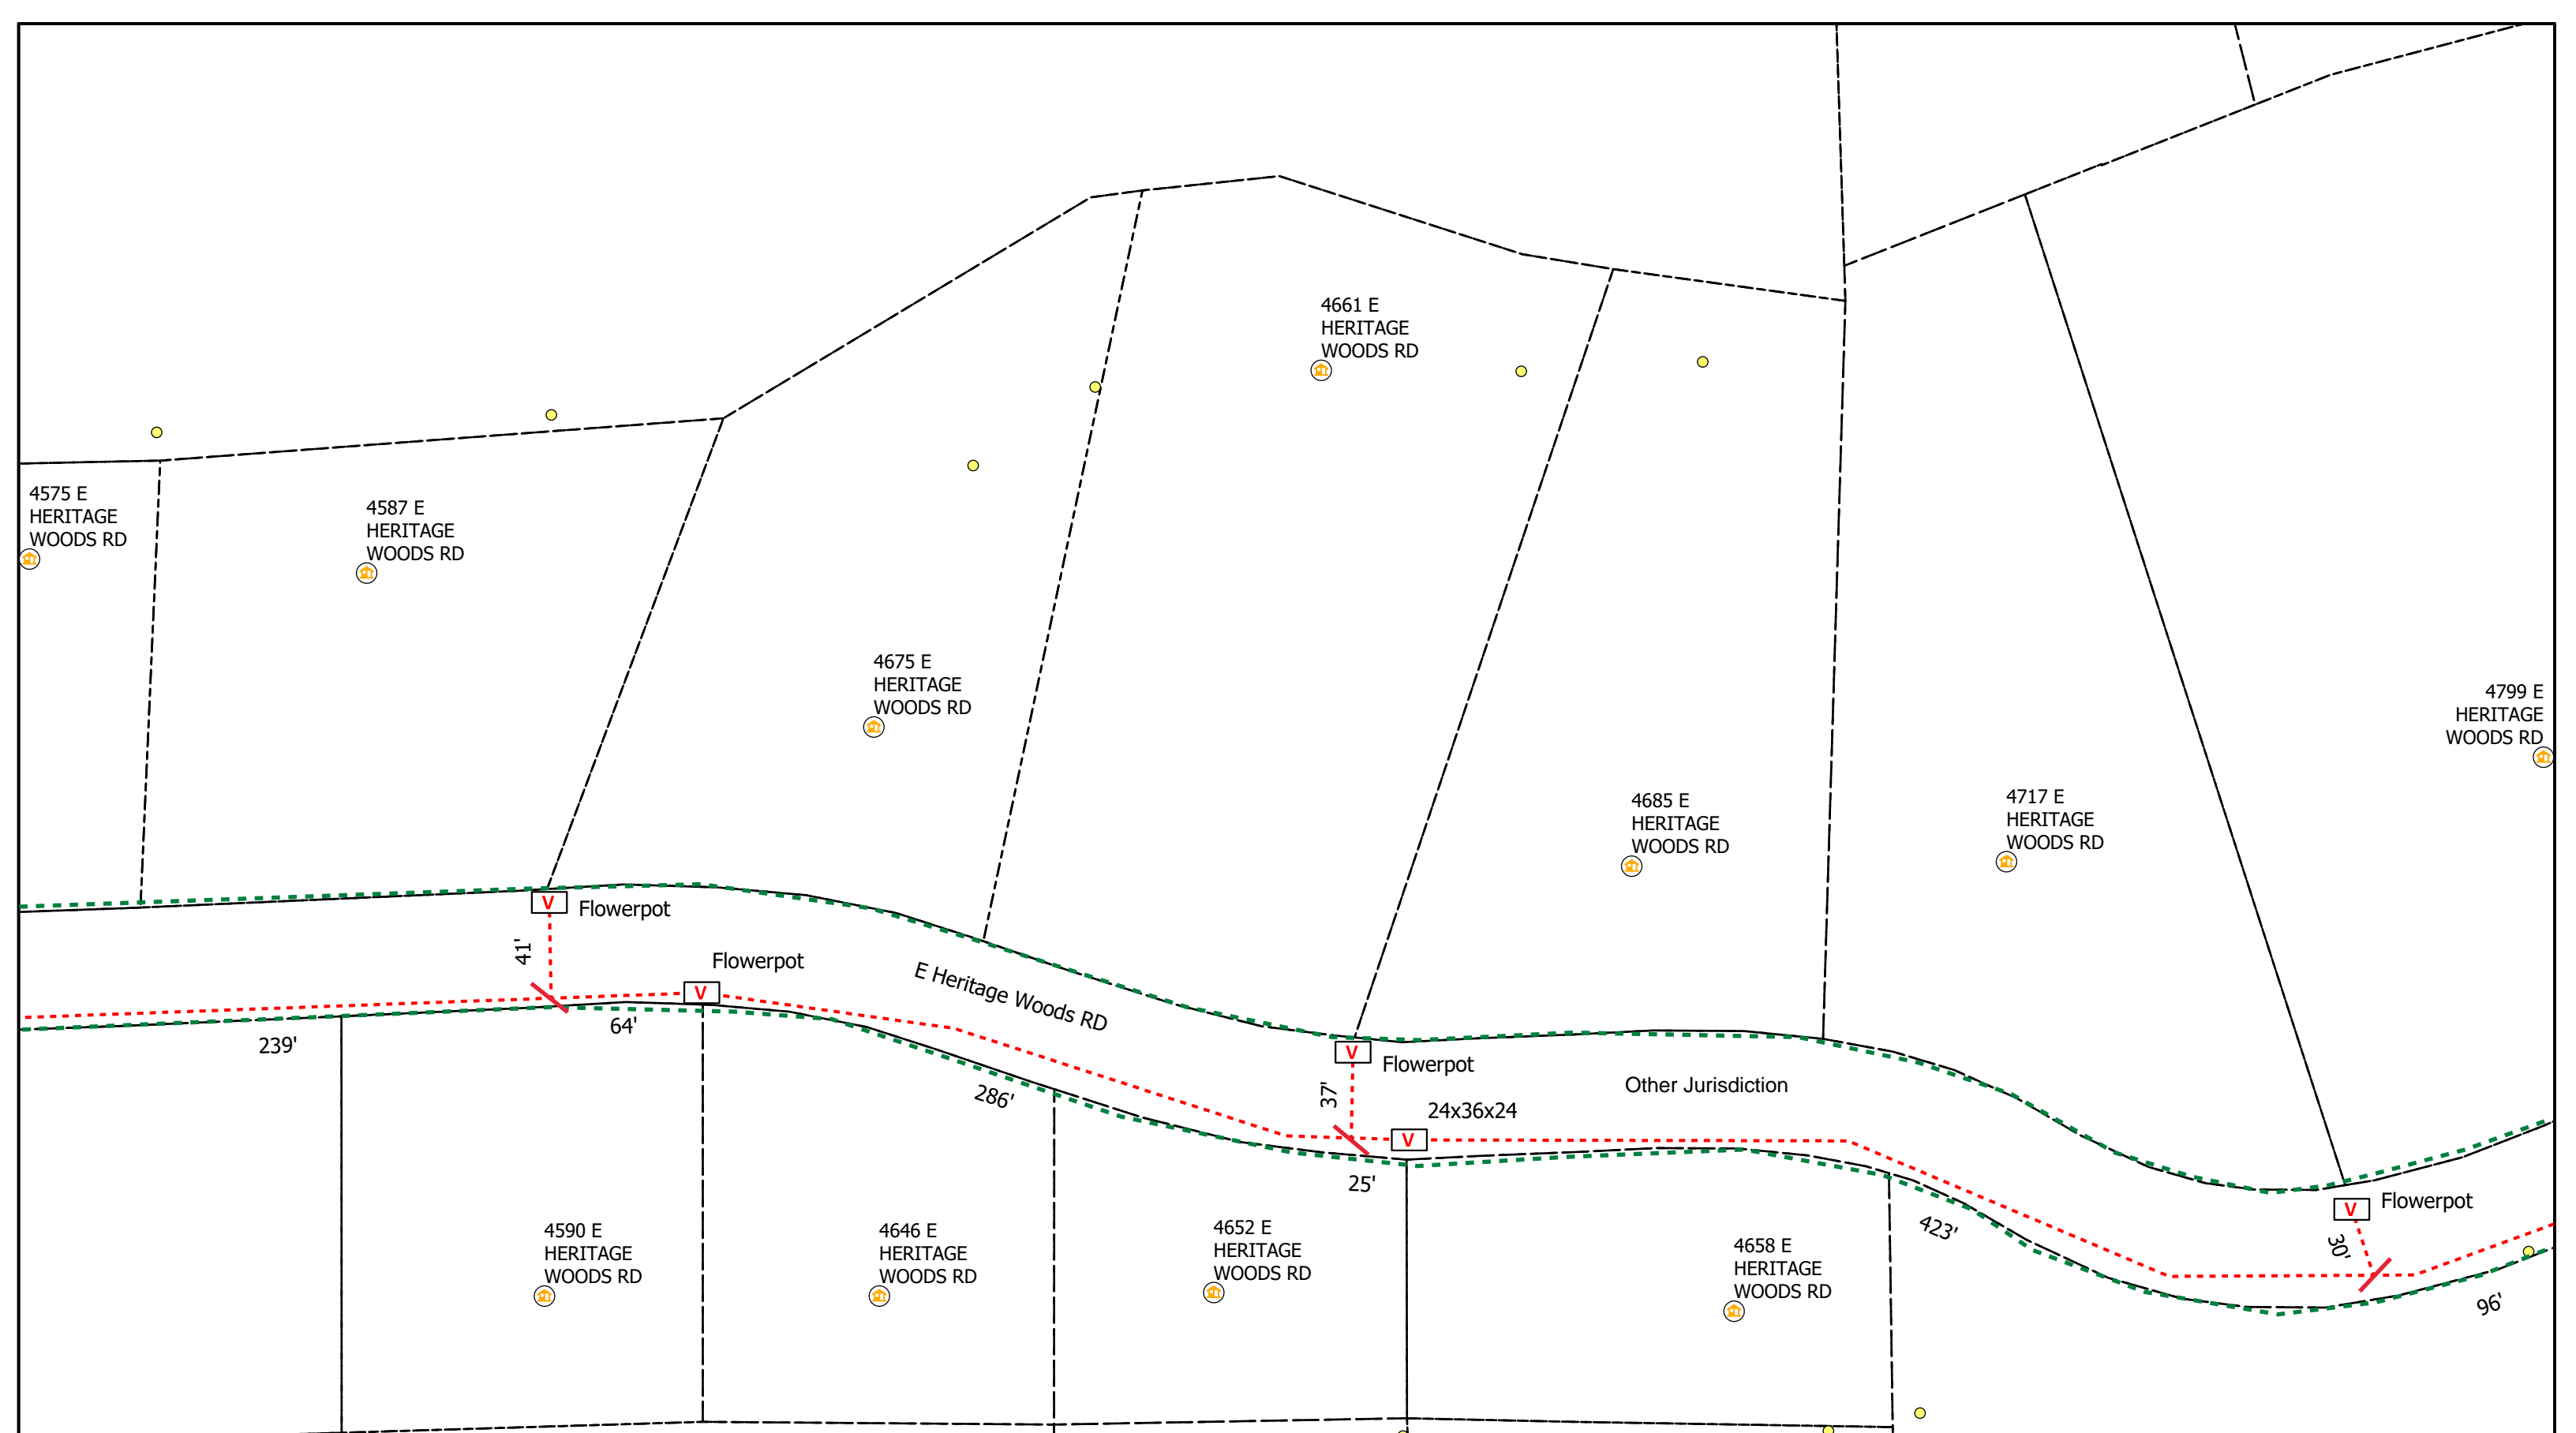 4661 E
HERITAGE
WOODS RD
4575 E
HERITAGE
WOODS RD
4587 E
HERITAGE
WOODS RD
4675 E
HERITAGE
WOODS RD
4799 E
HERITAGE
WOODS RD
4685 E
HERITAGE
WOODS RD
4717 E
HERITAGE
WOODS RD
V
Flowerpot
41'
Flowerpot
V
E Heritage Woods RD
64'
239'
V
Flowerpot
37'
Other Jurisdiction
286'
24x36x24
V
25'
V
Flowerpot
423'
30'
96'
4590 E
HERITAGE
WOODS RD
4646 E
HERITAGE
WOODS RD
4652 E
HERITAGE
WOODS RD
4658 E
HERITAGE
WOODS RD